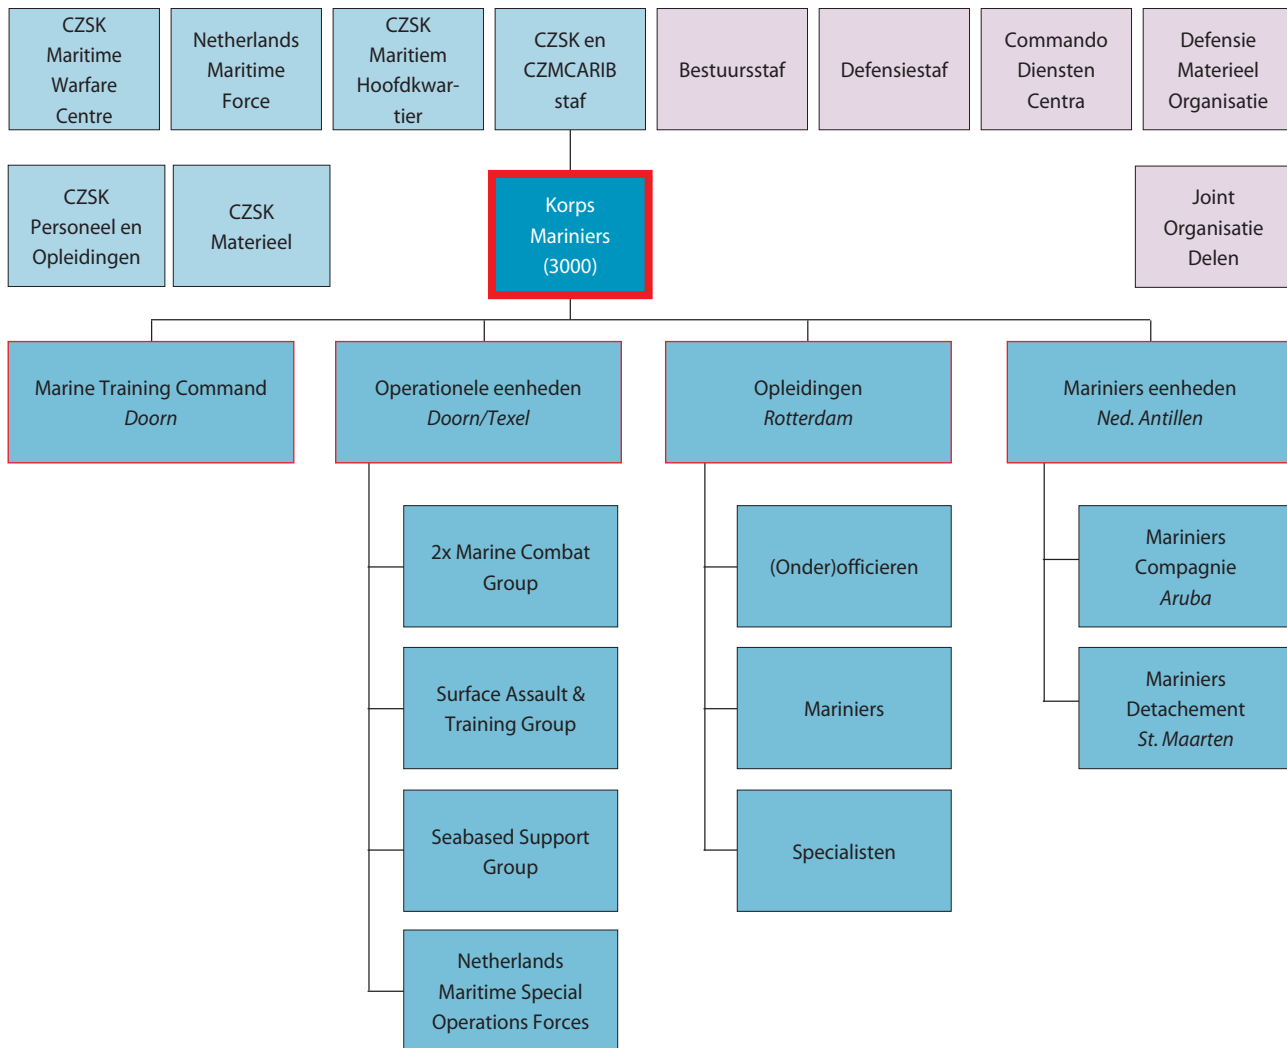 CZSK
Maritime
Warfare
Centre
Netherlands
Maritime
Force
CZSK
Maritiem
Hoofdkwar-
tier
CZSK en
CZMCARIB
staf
Bestuursstaf
Defensiestaf
Commando
Diensten
Centra
Defensie
Materieel
Organisatie
CZSK
Personeel en
Opleidingen
CZSK
Materieel
Korps
Mariniers
(3000)
Joint
Organisatie
Delen
Marine Training Command
Doorn
Operationele eenheden
Doorn/Texel
Opleidingen
Rotterdam
Mariniers eenheden
Ned. Antillen
2x Marine Combat
Group
Surface Assault &
Training Group
Seabased Support
Group
Netherlands
Maritime Special
Operations Forces
(Onder)officieren
Mariniers
Specialisten
Mariniers
Compagnie
Aruba
Mariniers
Detachement
St. Maarten